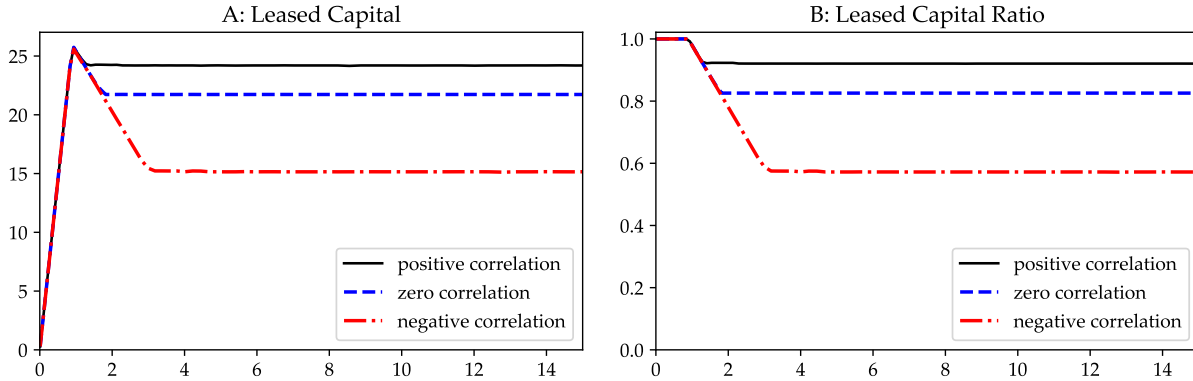 A: Leased Capital
25
20
15
10
5
0
0 2 4 6 8 10 12 14
positive correlation
zero correlation
negative correlation
B: Leased Capital Ratio
1.0
0.8
0.6
0.4
0.2
0.0
0 2 4 6 8 10 12 14
positive correlation
zero correlation
negative correlation